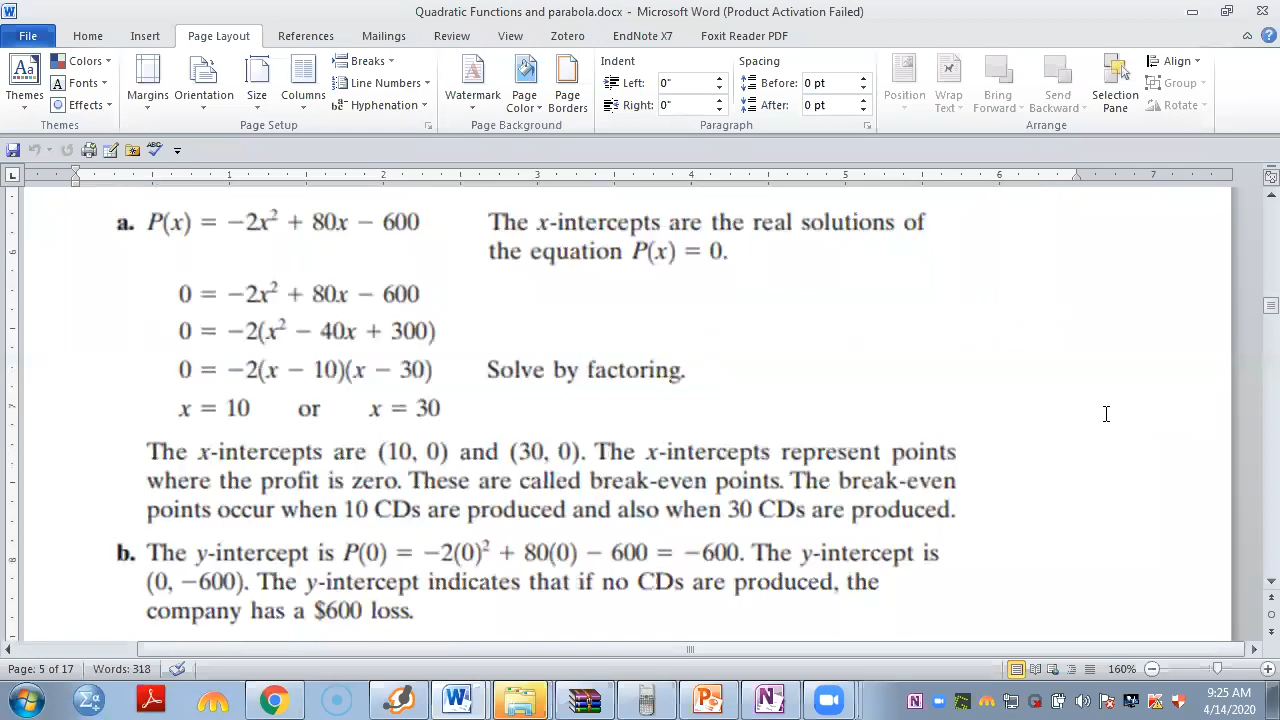 Quadratic Functions and parabola.docx - Microsoft Word (Product Activation Failed)
File Home Insert Page Layout References Mailings Review View Zotero EndNote X7 Foxit Reader PDF
Colors Breaks Indent Spacing Align
Fonts Line Numbers Left: 0" Before: 0 pt Group
Themes Margins Orientation Size Columns Watermark Page Color Page Borders Position Wrap Text Bring Forward Send Backward Selection Pane
Effects Hyphenation Right: 0" After: 0 pt Rotate
Themes Page Setup Page Background Paragraph Arrange
1 2 3 4 5 6 7
a. P(x) = −2x² + 80x − 600 The x-intercepts are the real solutions of
the equation P(x) = 0.
0 = −2x² + 80x − 600
0 = −2(x² − 40x + 300)
0 = −2(x − 10)(x − 30) Solve by factoring.
x = 10 or x = 30
The x-intercepts are (10, 0) and (30, 0). The x-intercepts represent points
where the profit is zero. These are called break-even points. The break-even
points occur when 10 CDs are produced and also when 30 CDs are produced.
b. The y-intercept is P(0) = −2(0)² + 80(0) − 600 = −600. The y-intercept is
(0, −600). The y-intercept indicates that if no CDs are produced, the
company has a $600 loss.
Page: 5 of 17 Words: 318 160%
9:25 AM
4/14/2020